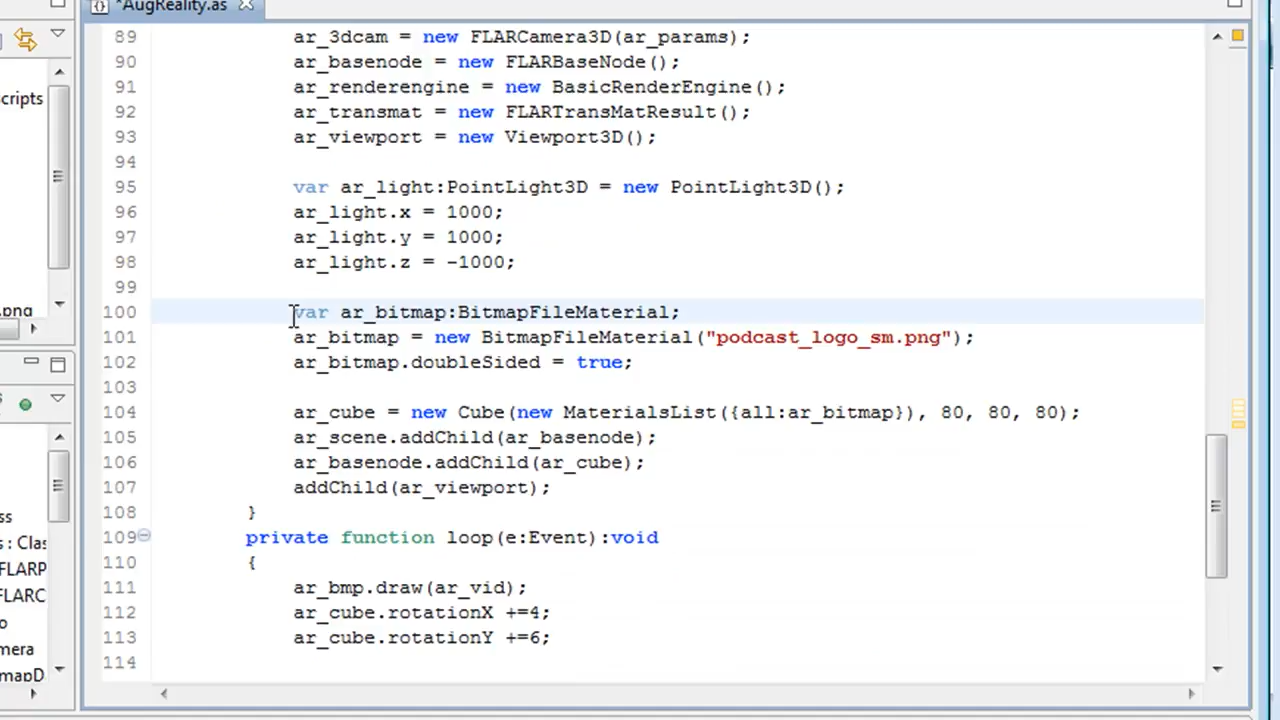 *AugReality.as
89 ar_3dcam = new FLARCamera3D(ar_params);
90 ar_basenode = new FLARBaseNode();
91 ar_renderengine = new BasicRenderEngine();
92 ar_transmat = new FLARTransMatResult();
93 ar_viewport = new Viewport3D();
94
95 var ar_light:PointLight3D = new PointLight3D();
96 ar_light.x = 1000;
97 ar_light.y = 1000;
98 ar_light.z = -1000;
99
100 var ar_bitmap:BitmapFileMaterial;
101 ar_bitmap = new BitmapFileMaterial("podcast_logo_sm.png");
102 ar_bitmap.doubleSided = true;
103
104 ar_cube = new Cube(new MaterialsList({all:ar_bitmap}), 80, 80, 80);
105 ar_scene.addChild(ar_basenode);
106 ar_basenode.addChild(ar_cube);
107 addChild(ar_viewport);
108 }
109 private function loop(e:Event):void
110 {
111 ar_bmp.draw(ar_vid);
112 ar_cube.rotationX +=4;
113 ar_cube.rotationY +=6;
114
cripts
.png
ss
s : Clas
FLARP
FLARC
o
mera
mapD